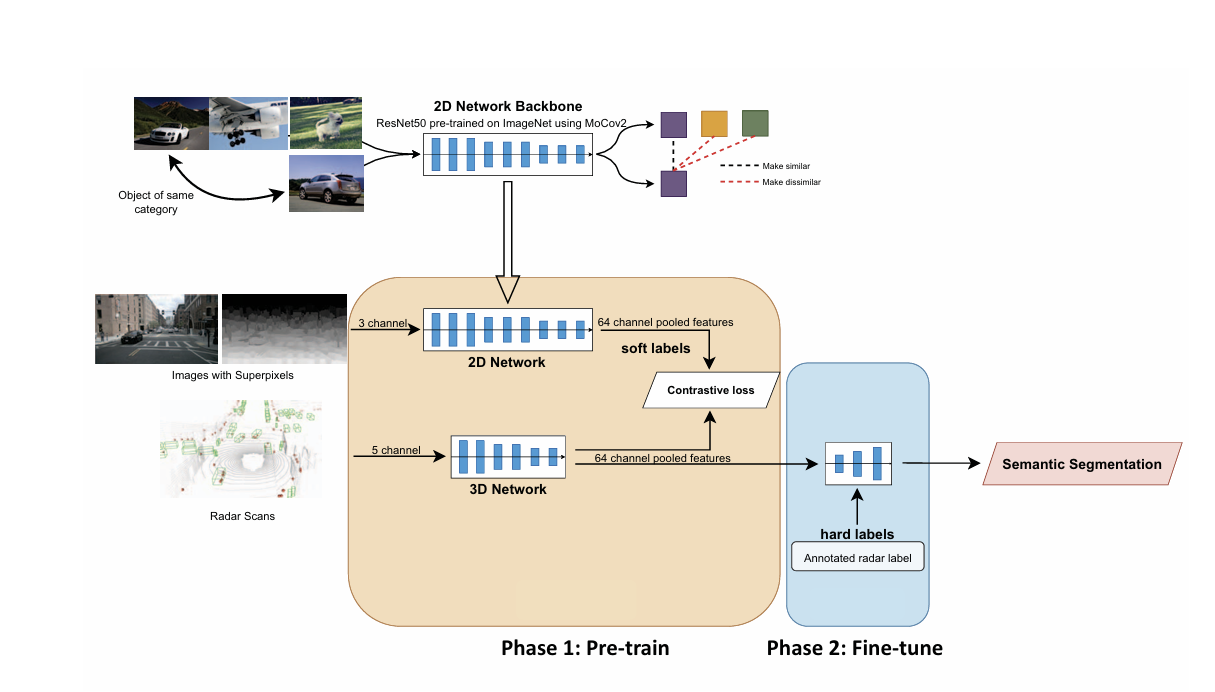 2D Network Backbone
ResNet50 pre-trained on ImageNet using MoCov2
Object of same
category
Make similar
Make dissimilar
3 channel
64 channel pooled features
soft labels
2D Network
Images with Superpixels
Contrastive loss
5 channel
64 channel pooled features
3D Network
Semantic Segmentation
Radar Scans
hard labels
Annotated radar label
Phase 1: Pre-train
Phase 2: Fine-tune